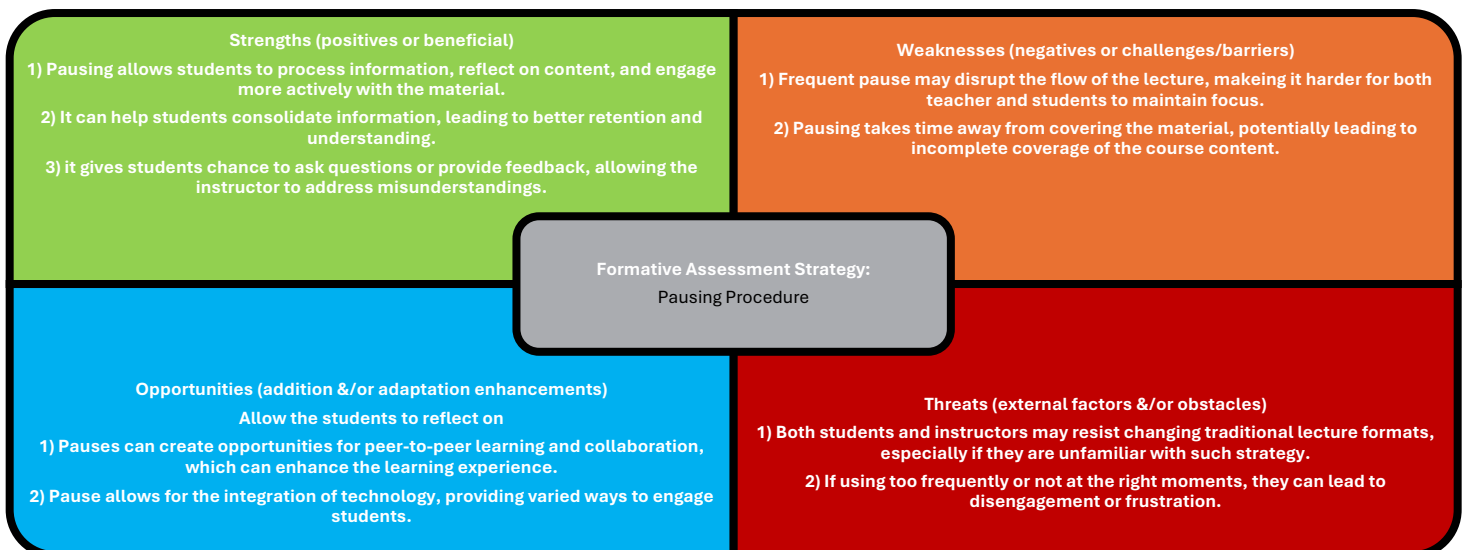 Strengths (positives or beneficial)
1) Pausing allows students to process information, reflect on content, and engage
more actively with the material.
2) It can help students consolidate information, leading to better retention and
understanding.
3) it gives students chance to ask questions or provide feedback, allowing the
instructor to address misunderstandings.
Weaknesses (negatives or challenges/barriers)
1) Frequent pause may disrupt the flow of the lecture, makeing it harder for both
teacher and students to maintain focus.
2) Pausing takes time away from covering the material, potentially leading to
incomplete coverage of the course content.
Formative Assessment Strategy:
Pausing Procedure
Opportunities (addition &/or adaptation enhancements)
Allow the students to reflect on
1) Pauses can create opportunities for peer-to-peer learning and collaboration,
which can enhance the learning experience.
2) Pause allows for the integration of technology, providing varied ways to engage
students.
Threats (external factors &/or obstacles)
1) Both students and instructors may resist changing traditional lecture formats,
especially if they are unfamiliar with such strategy.
2) If using too frequently or not at the right moments, they can lead to
disengagement or frustration.